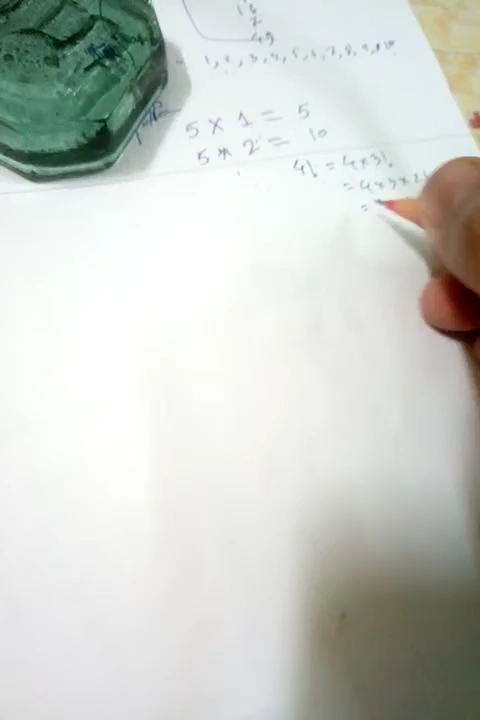 49
1, 2, 3, 4, 5, 6, 7, 8, 9, 10
5 × 1 = 5
5 * 2 = 10
4! = 4 × 3!
= 4 × 3 × 2!
=